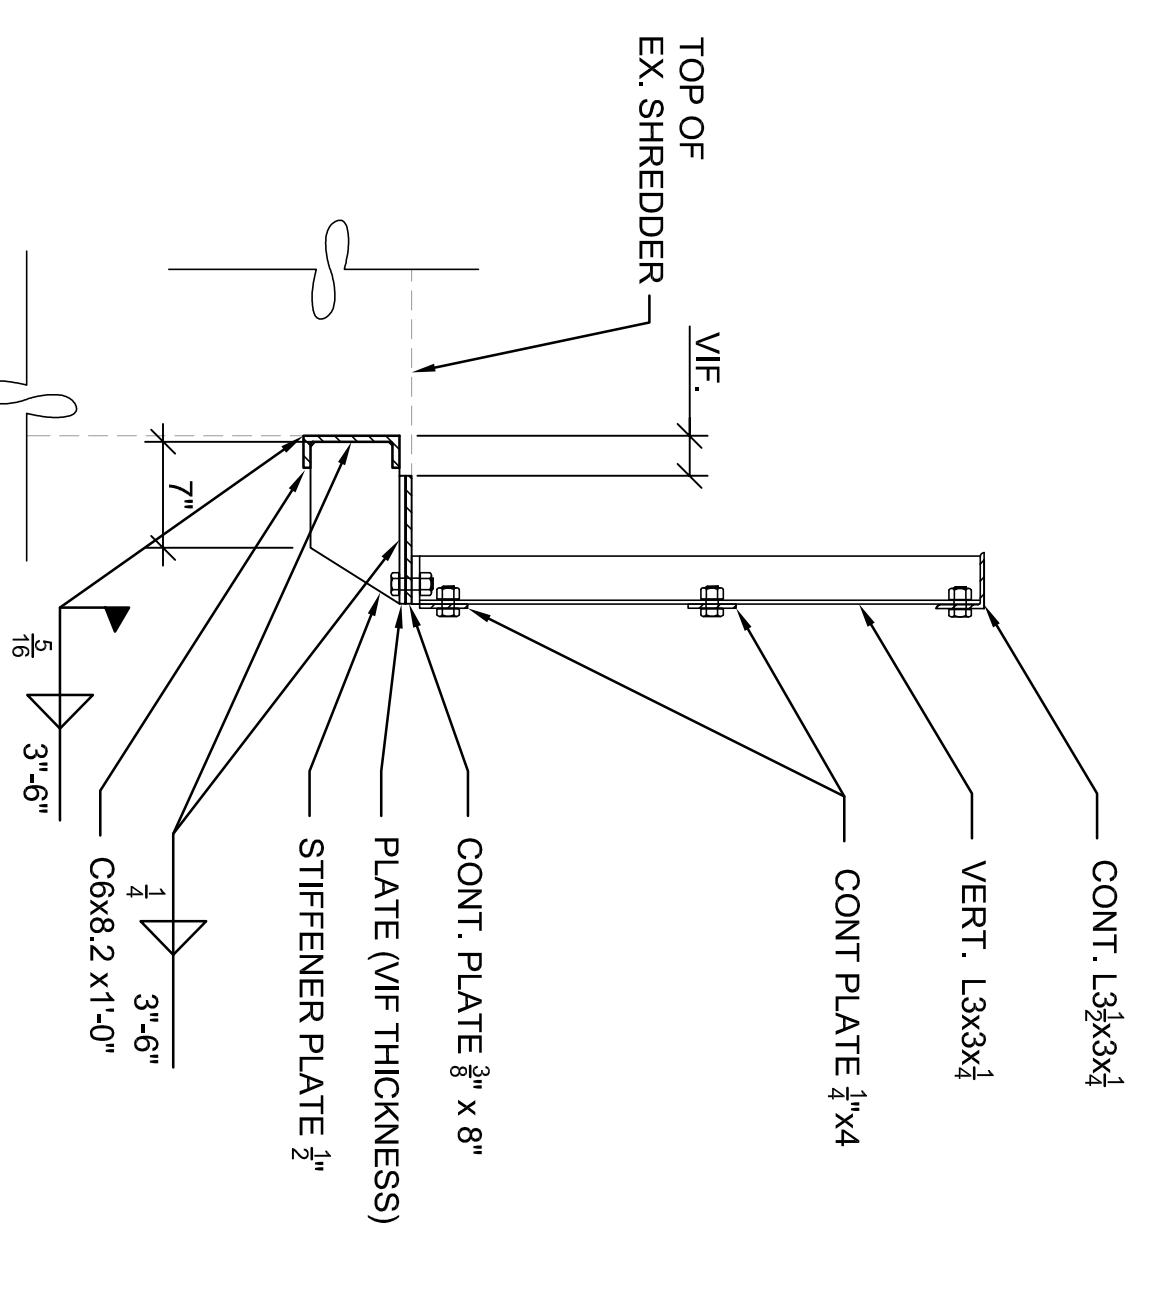 TOP OF
EX. SHREDDER
VIF.
CONT. L3 1/2x3x1/4
VERT. L3x3x1/4
CONT PLATE 1/4"x4
CONT. PLATE 3/8" x 8"
PLATE (VIF THICKNESS)
STIFFENER PLATE 1/2"
1/4 3"-6"
C6x8.2 x1'-0"
5/16 3"-6"
7"